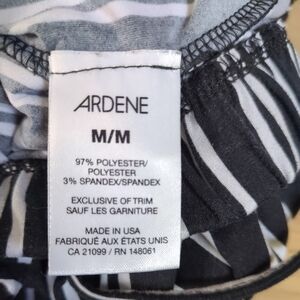 ARDENE
M/M
97% POLYESTER/
POLYESTER
3% SPANDEX/SPANDEX
EXCLUSIVE OF TRIM
SAUF LES GARNITURE
MADE IN USA
FABRIQUÉ AUX ÉTATS UNIS
CA 21099 / RN 148061